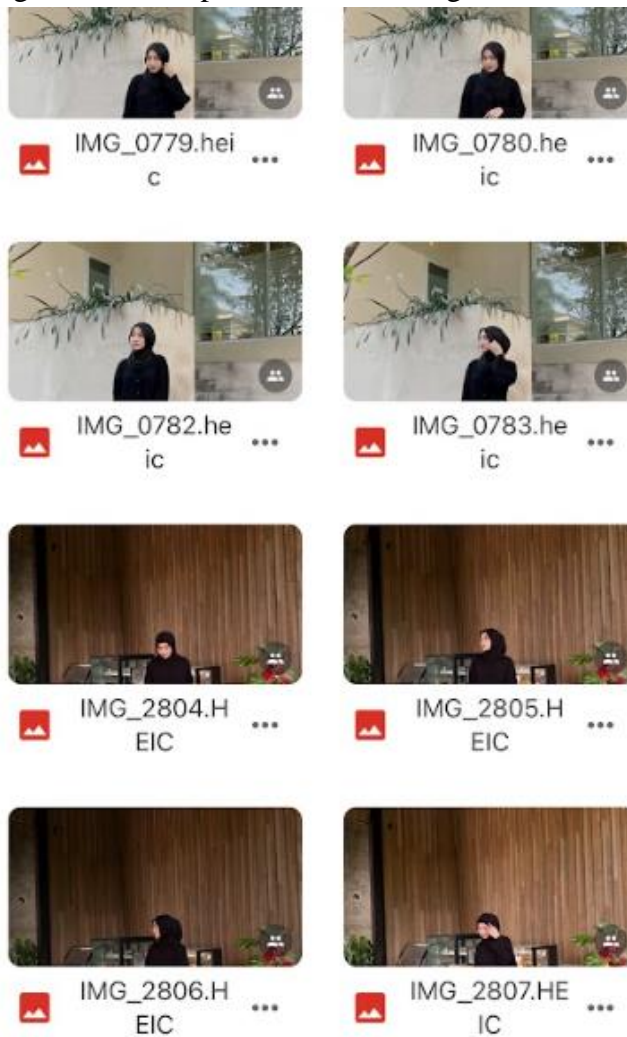 IMG_0779.hei
c
IMG_0780.he
ic
IMG_0782.he
ic
IMG_0783.he
ic
IMG_2804.H
EIC
IMG_2805.H
EIC
IMG_2806.H
EIC
IMG_2807.HE
IC